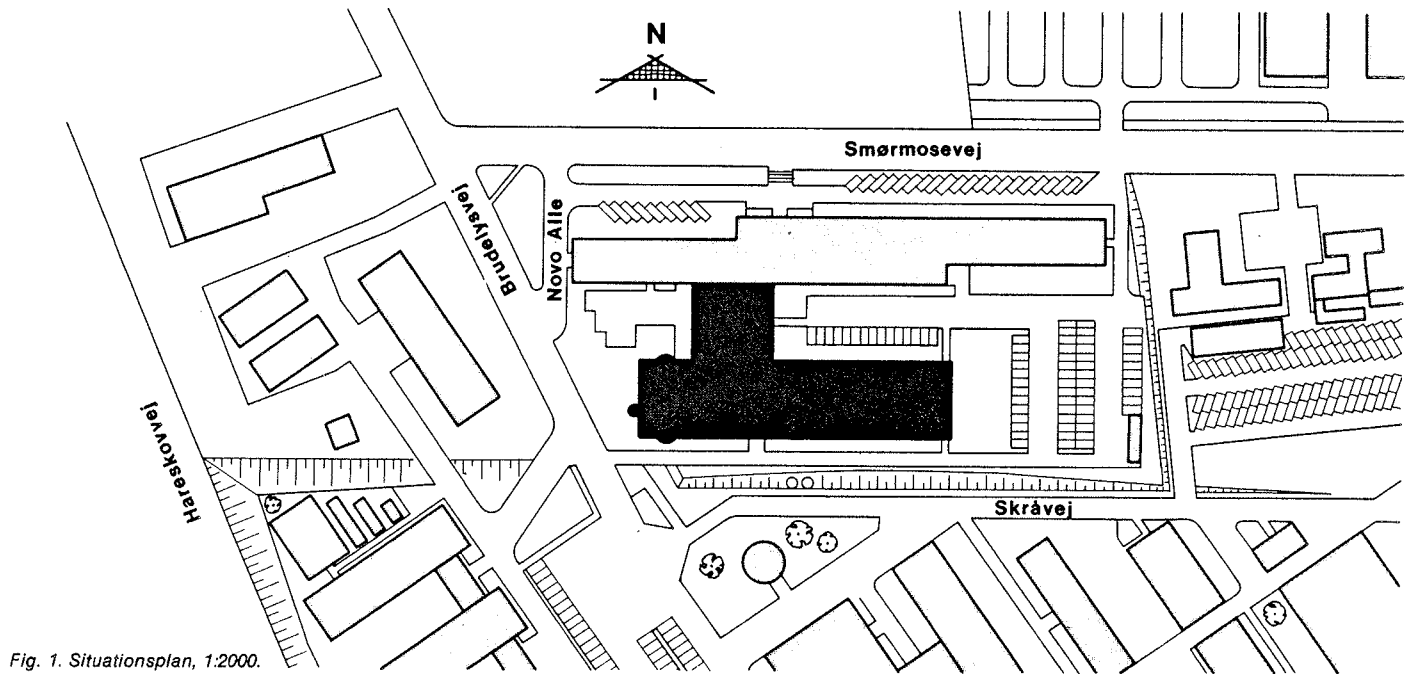 N
Smørmosevej
Brudelysvej
Novo Alle
Hareskovvej
Skråvej
Fig. 1. Situationsplan, 1:2000.